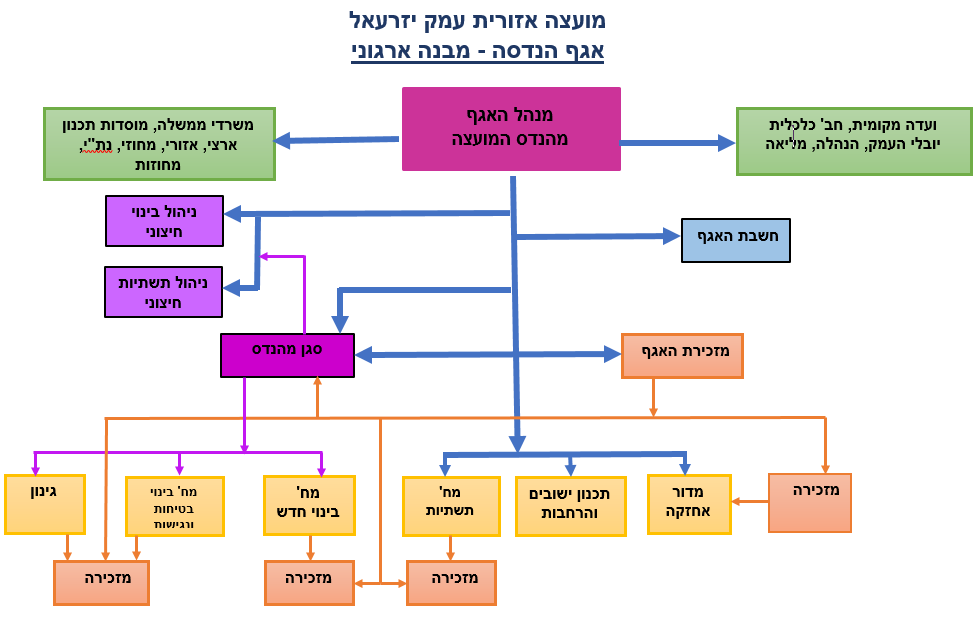 מועצה אזורית עמק יזרעאל
אגף הנדסה - מבנה ארגוני
מנהל האגף
מהנדס המועצה
ועדה מקומית, חב' כלכלית
יובלי העמק, הנהלה, מליאה
משרדי ממשלה, מוסדות תכנון
ארצי, אזורי, מחוזי, נת"י,
מחוזות
ניהול בינוי
חיצוני
חשבת האגף
ניהול תשתיות
חיצוני
סגן מהנדס
מזכירת האגף
מזכירה
מדור
אחזקה
תכנון ישובים
והרחבות
מח'
תשתיות
מח'
בינוי חדש
מח' בינוי
בטיחות
ונגישות
גינון
מזכירה
מזכירה
מזכירה